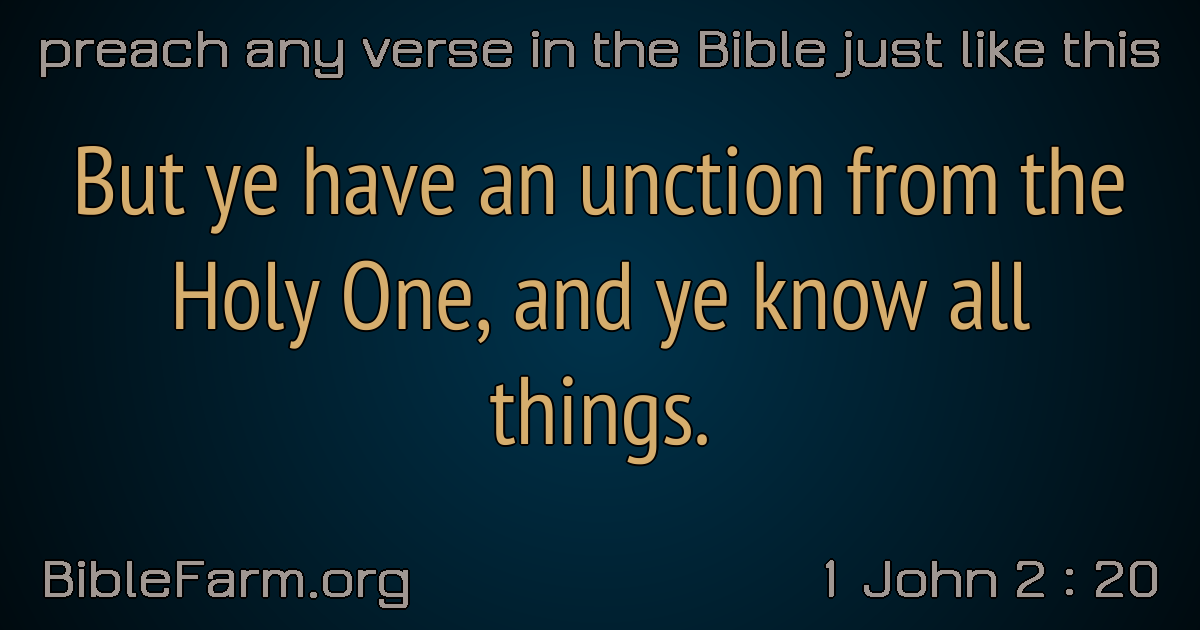 preach any verse in the Bible just like this
But ye have an unction from the
Holy One, and ye know all
things.
BibleFarm.org
1 John 2 : 20